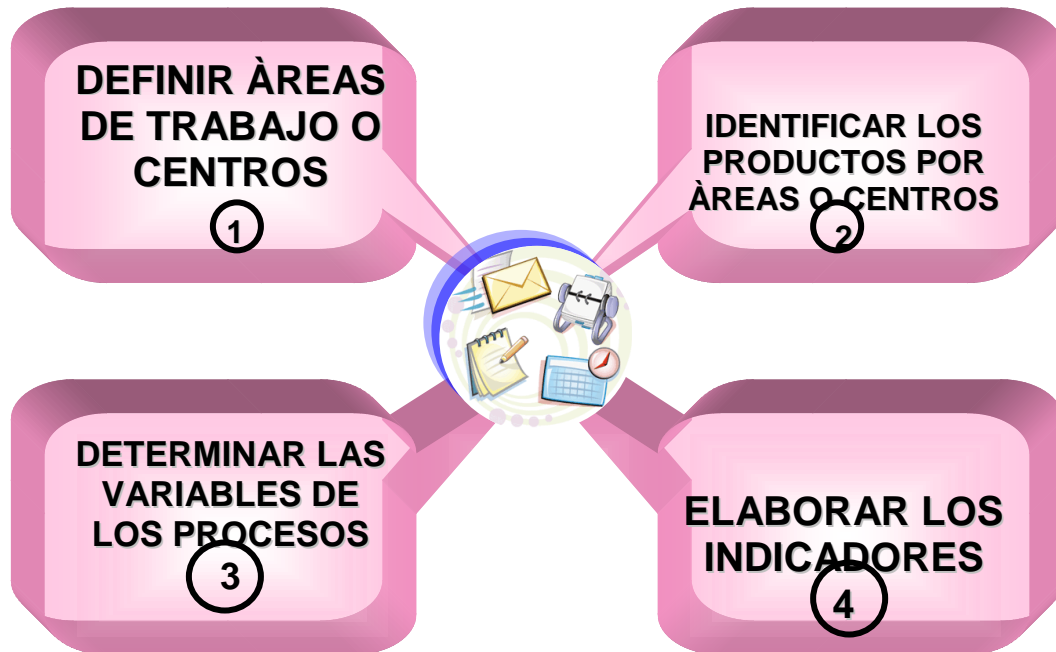 DEFINIR ÀREAS
DE TRABAJO O
CENTROS
1
IDENTIFICAR LOS
PRODUCTOS POR
ÀREAS O CENTROS
2
DETERMINAR LAS
VARIABLES DE
LOS PROCESOS
3
ELABORAR LOS
INDICADORES
4